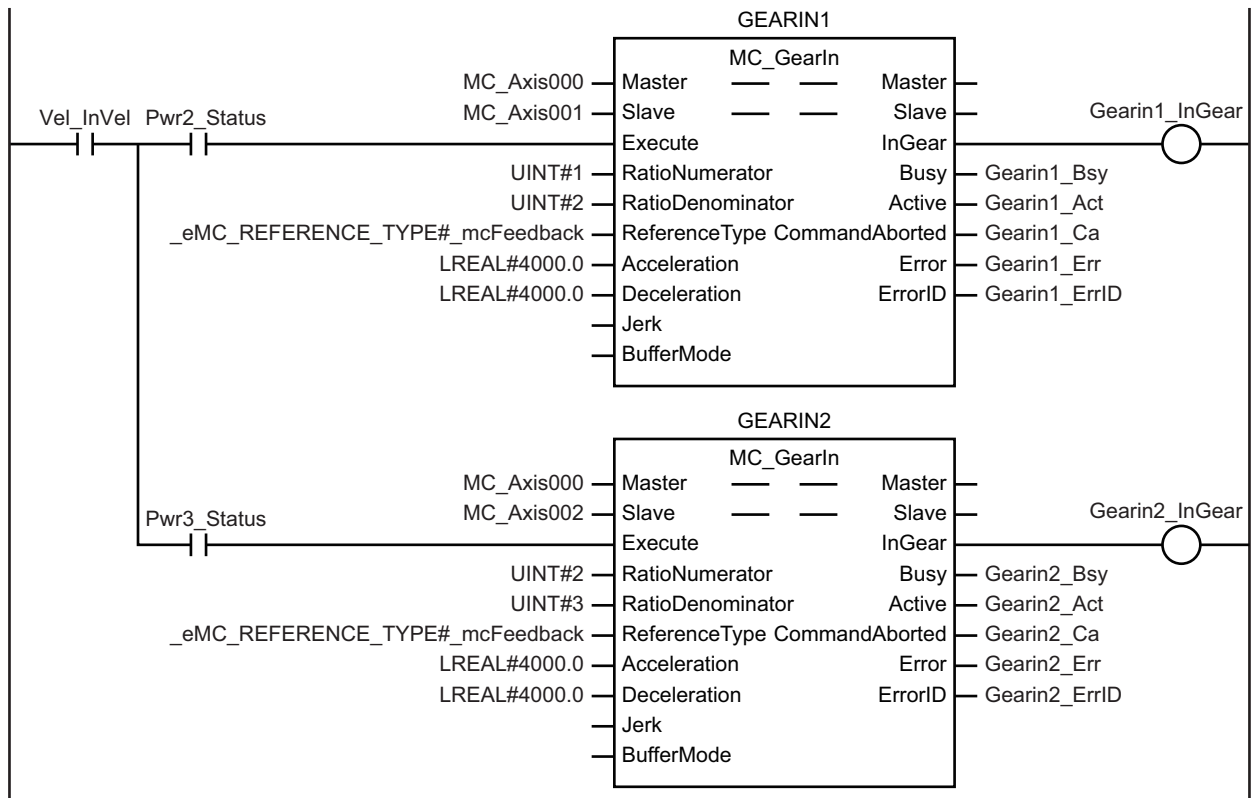 GEARIN1
MC_GearIn
MC_Axis000 Master Master
MC_Axis001 Slave Slave
Vel_InVel Pwr2_Status Gearin1_InGear
Execute InGear
UINT#1 RatioNumerator Busy Gearin1_Bsy
UINT#2 RatioDenominator Active Gearin1_Act
_eMC_REFERENCE_TYPE#_mcFeedback ReferenceType CommandAborted Gearin1_Ca
LREAL#4000.0 Acceleration Error Gearin1_Err
LREAL#4000.0 Deceleration ErrorID Gearin1_ErrID
Jerk
BufferMode
GEARIN2
MC_GearIn
MC_Axis000 Master Master
MC_Axis002 Slave Slave
Pwr3_Status Gearin2_InGear
Execute InGear
UINT#2 RatioNumerator Busy Gearin2_Bsy
UINT#3 RatioDenominator Active Gearin2_Act
_eMC_REFERENCE_TYPE#_mcFeedback ReferenceType CommandAborted Gearin2_Ca
LREAL#4000.0 Acceleration Error Gearin2_Err
LREAL#4000.0 Deceleration ErrorID Gearin2_ErrID
Jerk
BufferMode